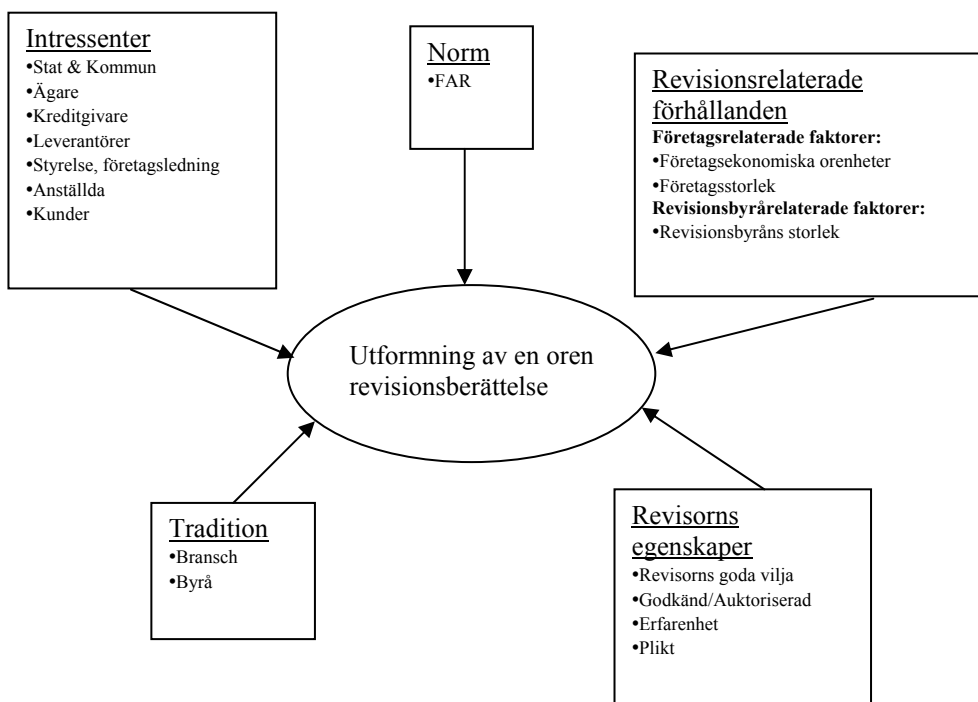 Intressenter
•Stat & Kommun
•Ägare
•Kreditgivare
•Leverantörer
•Styrelse, företagsledning
•Anställda
•Kunder
Norm
•FAR
Revisionsrelaterade
förhållanden
Företagsrelaterade faktorer:
•Företagsekonomiska orenheter
•Företagsstorlek
Revisionsbyrårelaterade faktorer:
•Revisionsbyråns storlek
Utformning av en oren
revisionsberättelse
Tradition
•Bransch
•Byrå
Revisorns
egenskaper
•Revisorns goda vilja
•Godkänd/Auktoriserad
•Erfarenhet
•Plikt